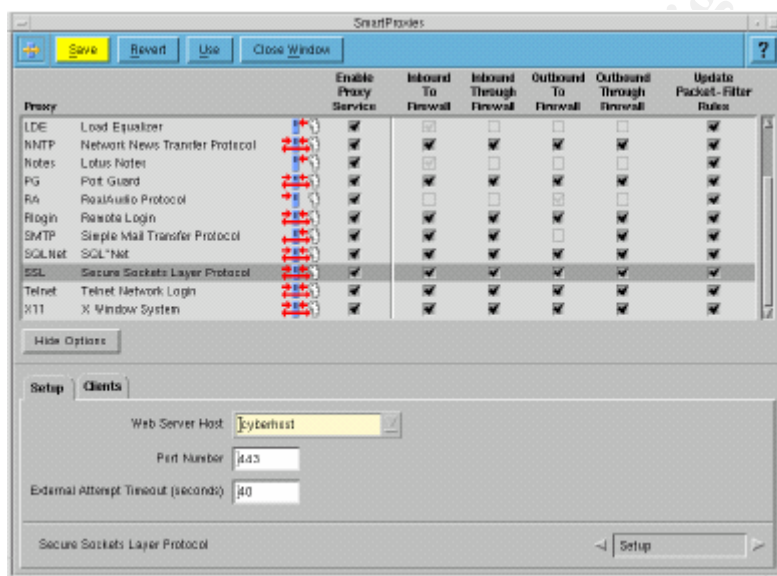 SmartProxies
Save Revert Use Close Window ?
Proxy Enable Proxy Service Inbound To Firewall Inbound Through Firewall Outbound To Firewall Outbound Through Firewall Update Packet-Filter Rules
LDE Load Equalizer
NNTP Network News Transfer Protocol
Notes Lotus Notes
PG Port Guard
RA RealAudio Protocol
Rlogin Remote Login
SMTP Simple Mail Transfer Protocol
SQLNet SQL*Net
SSL Secure Sockets Layer Protocol
Telnet Telnet Network Login
X11 X Window System
Hide Options
Setup Clients
Web Server Host cyberhost
Port Number 443
External Attempt Timeout (seconds) 40
Secure Sockets Layer Protocol Setup